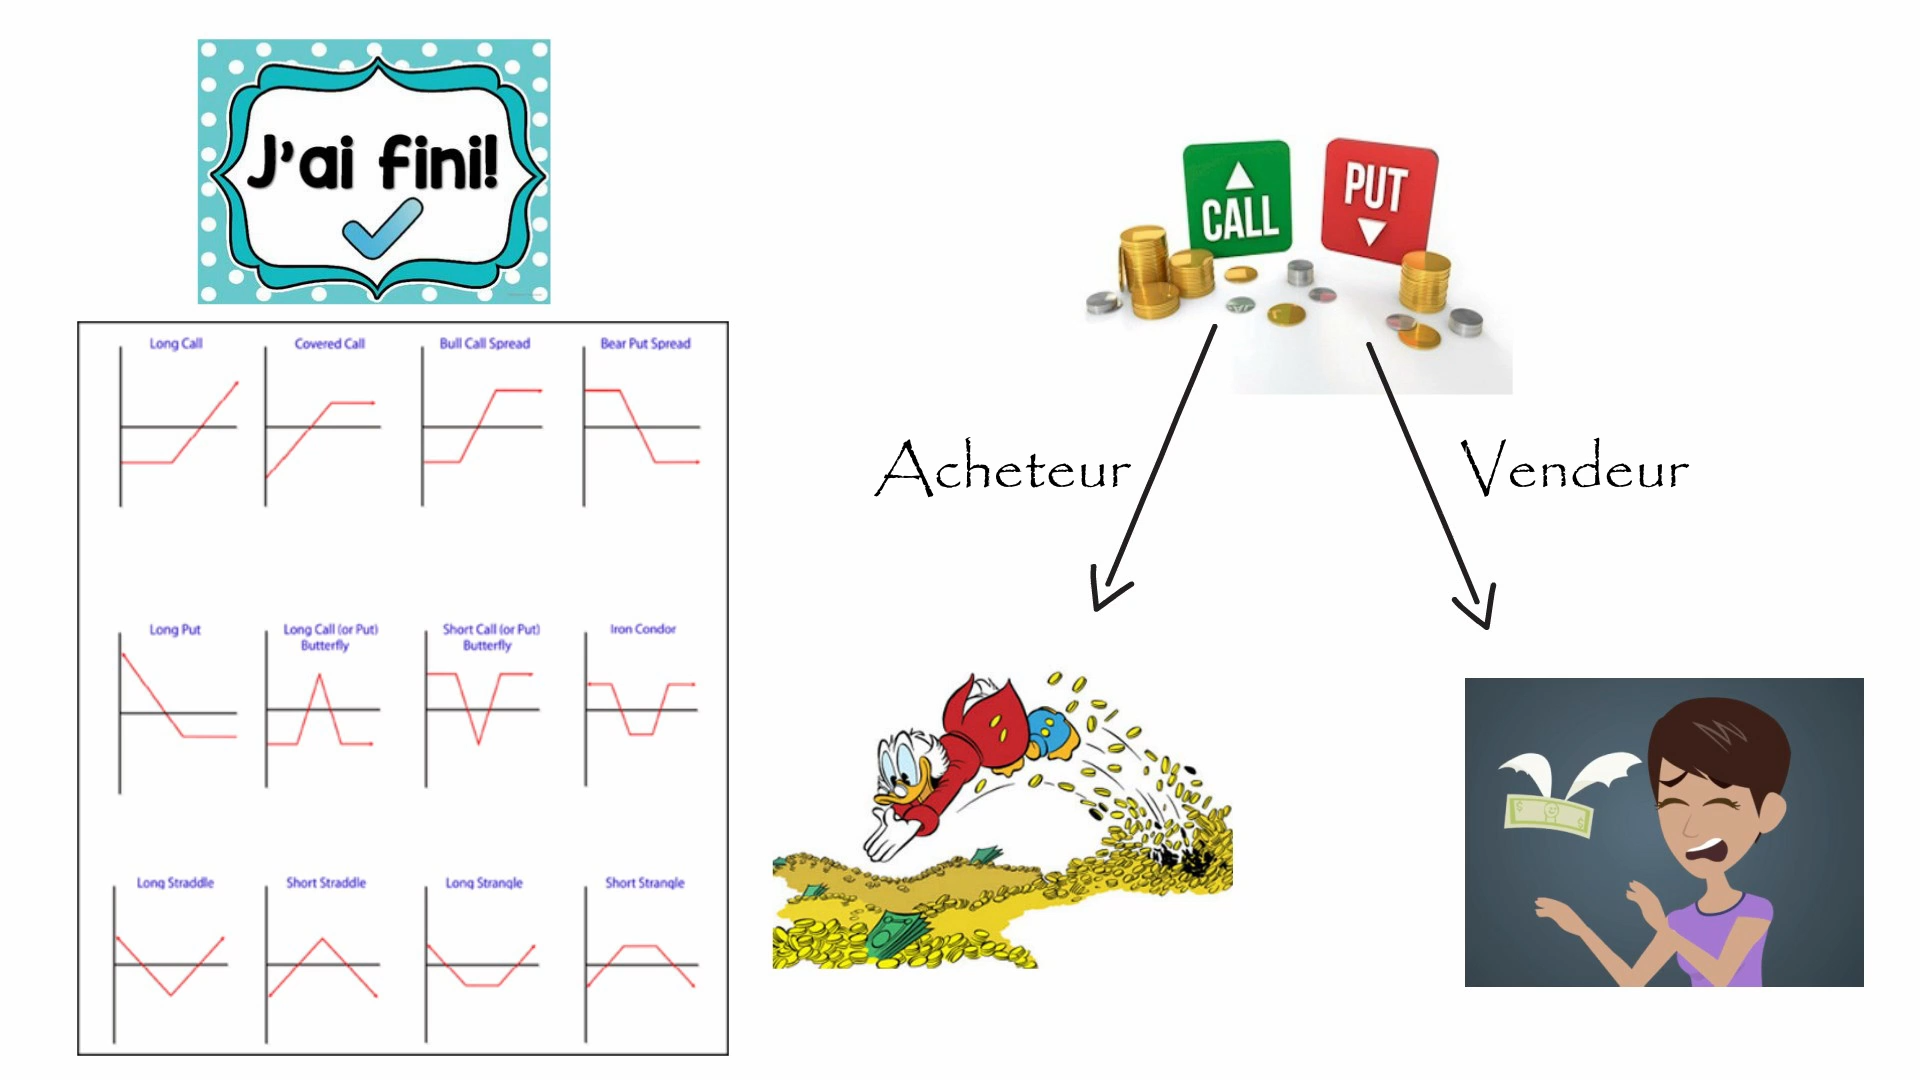 J'ai fini!
Long Call
Covered Call
Bull Call Spread
Bear Put Spread
Long Put
Long Call (or Put)
Butterfly
Short Call (or Put)
Butterfly
Iron Condor
Long Straddle
Short Straddle
Long Strangle
Short Strangle
CALL
PUT
Acheteur
Vendeur